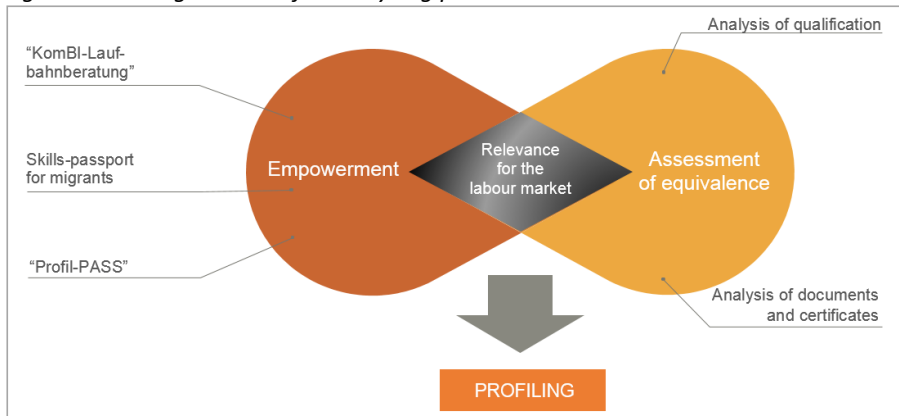 “KomBI-Lauf-
bahnberatung”
Skills-passport
for migrants
“Profil-PASS”
Empowerment
Relevance
for the
labour market
Assessment
of equivalence
Analysis of qualification
Analysis of documents
and certificates
PROFILING